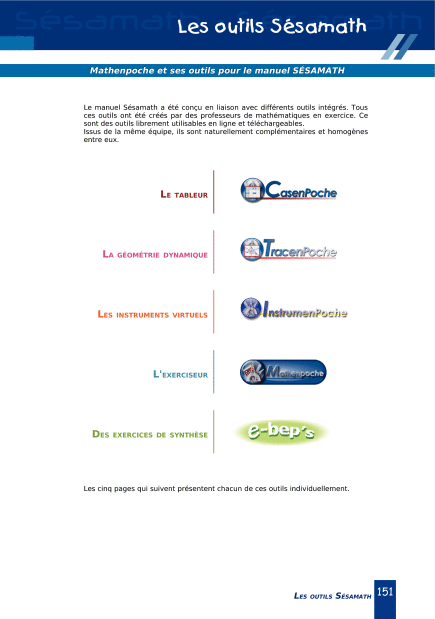 Sésamath Sésamath
Les outils Sésamath
Mathenpoche et ses outils pour le manuel SÉSAMATH
Le manuel Sésamath a été conçu en liaison avec différents outils intégrés. Tous
ces outils ont été créés par des professeurs de mathématiques en exercice. Ce
sont des outils librement utilisables en ligne et téléchargeables.
Issus de la même équipe, ils sont naturellement complémentaires et homogènes
entre eux.
LE TABLEUR
CasenPoche
LA GÉOMÉTRIE DYNAMIQUE
TracenPoche
LES INSTRUMENTS VIRTUELS
InstrumenPoche
L'EXERCISEUR
Mathenpoche
DES EXERCICES DE SYNTHÈSE
e-bep's
Les cinq pages qui suivent présentent chacun de ces outils individuellement.
LES OUTILS SÉSAMATH 151